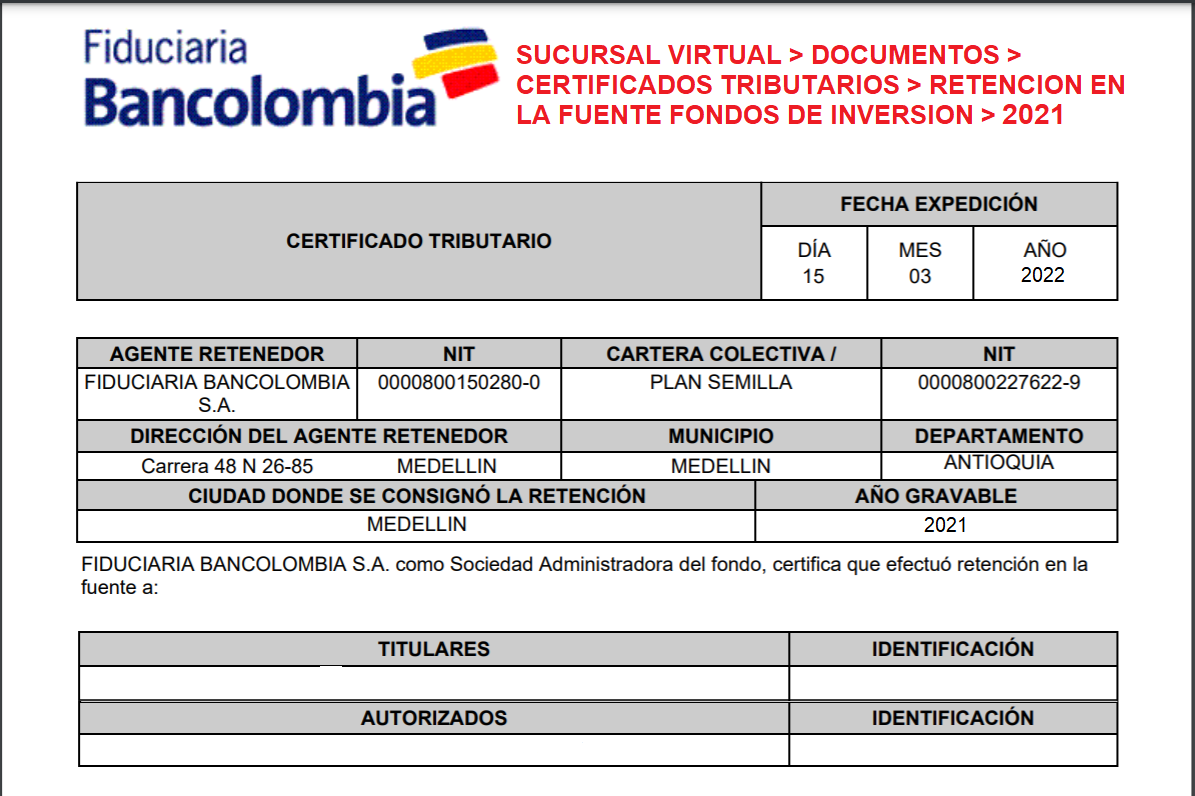 Fiduciaria
Bancolombia
SUCURSAL VIRTUAL > DOCUMENTOS >
CERTIFICADOS TRIBUTARIOS > RETENCION EN
LA FUENTE FONDOS DE INVERSION > 2021
CERTIFICADO TRIBUTARIO
FECHA EXPEDICIÓN
DÍA MES AÑO
15 03 2022
AGENTE RETENEDOR NIT CARTERA COLECTIVA / NIT
FIDUCIARIA BANCOLOMBIA 0000800150280-0 PLAN SEMILLA 0000800227622-9
S.A.
DIRECCIÓN DEL AGENTE RETENEDOR MUNICIPIO DEPARTAMENTO
Carrera 48 N 26-85 MEDELLIN MEDELLIN ANTIOQUIA
CIUDAD DONDE SE CONSIGNÓ LA RETENCIÓN AÑO GRAVABLE
MEDELLIN 2021
FIDUCIARIA BANCOLOMBIA S.A. como Sociedad Administradora del fondo, certifica que efectuó retención en la
fuente a:
TITULARES IDENTIFICACIÓN
AUTORIZADOS IDENTIFICACIÓN